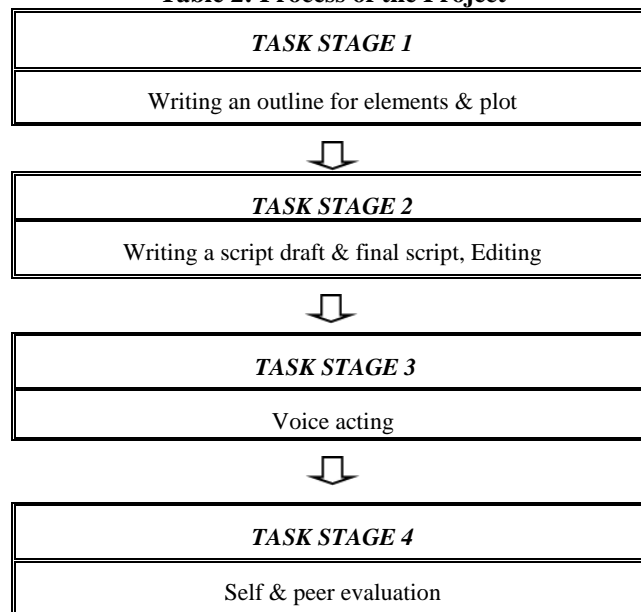 Table 2: Process of the Project
TASK STAGE 1
Writing an outline for elements & plot
TASK STAGE 2
Writing a script draft & final script, Editing
TASK STAGE 3
Voice acting
TASK STAGE 4
Self & peer evaluation